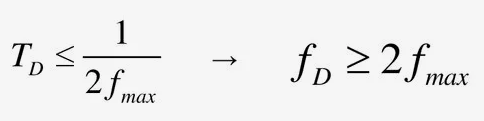 T_D ≤ 1/(2f_max) → f_D ≥ 2f_max